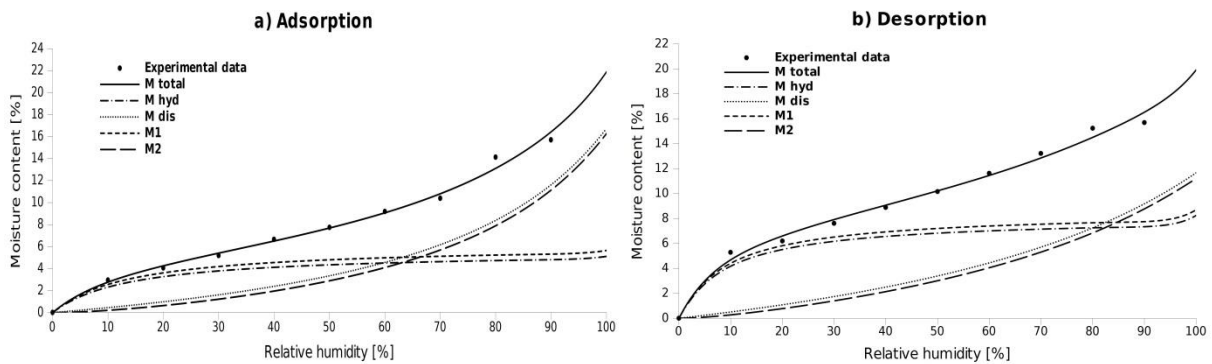 a) Adsorption
24
22
20
18
16
14
12
10
8
6
4
2
0
Moisture content [%]
Experimental data
M total
M hyd
M dis
M1
M2
0 10 20 30 40 50 60 70 80 90 100
Relative humidity [%]
b) Desorption
22
20
18
16
14
12
10
8
6
4
2
0
Moisture content [%]
Experimental data
M total
M hyd
M dis
M1
M2
0 10 20 30 40 50 60 70 80 90 100
Relative humidity [%]